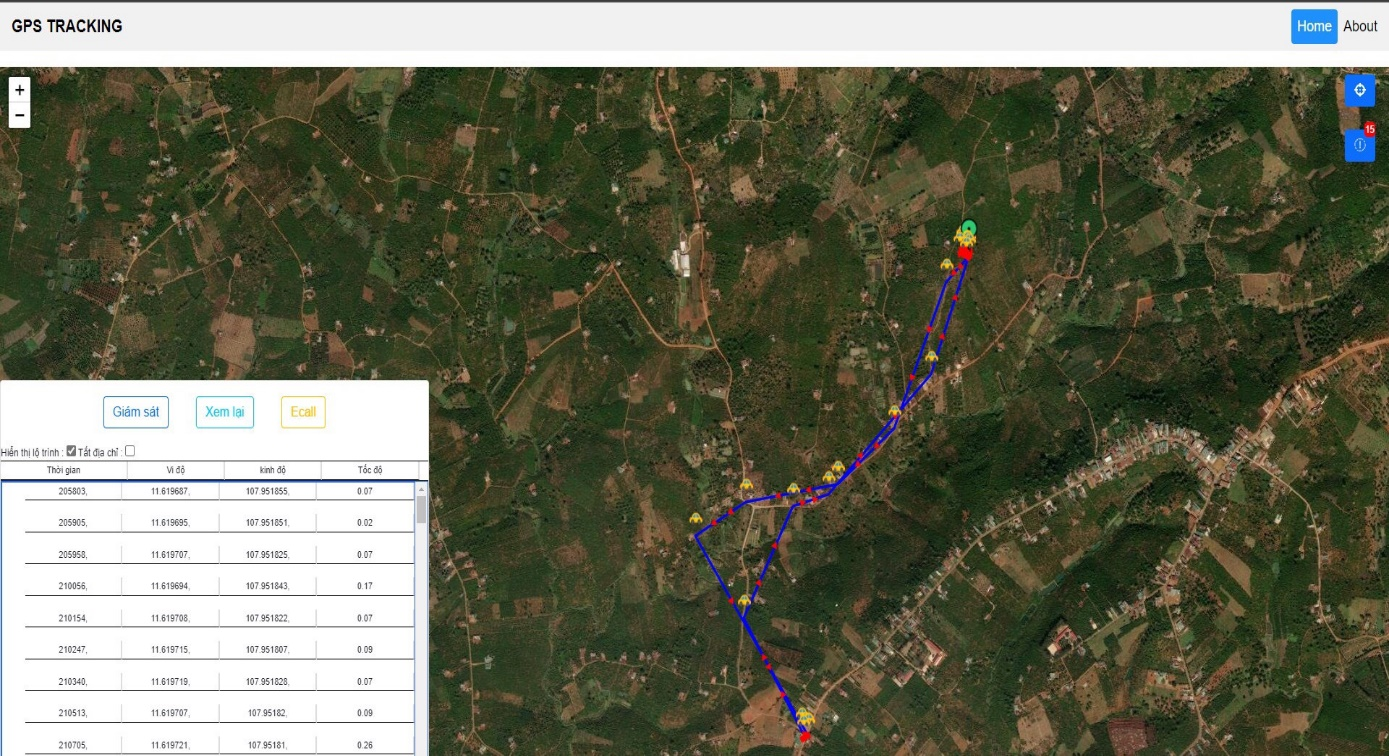 GPS TRACKING
Home About
+
−
15
Giám sát Xem lại Ecall
Hiển thị lộ trình : Tắt địa chỉ :
Thời gian Vĩ độ kinh độ Tốc độ
205803, 11.619687, 107.951855, 0.07
205905, 11.619695, 107.951851, 0.02
205958, 11.619707, 107.951825, 0.07
210056, 11.619694, 107.951843, 0.17
210154, 11.619708, 107.951822, 0.07
210247, 11.619715, 107.951807, 0.09
210340, 11.619719, 107.951828, 0.07
210513, 11.619707, 107.95182, 0.09
210705, 11.619721, 107.95181, 0.26